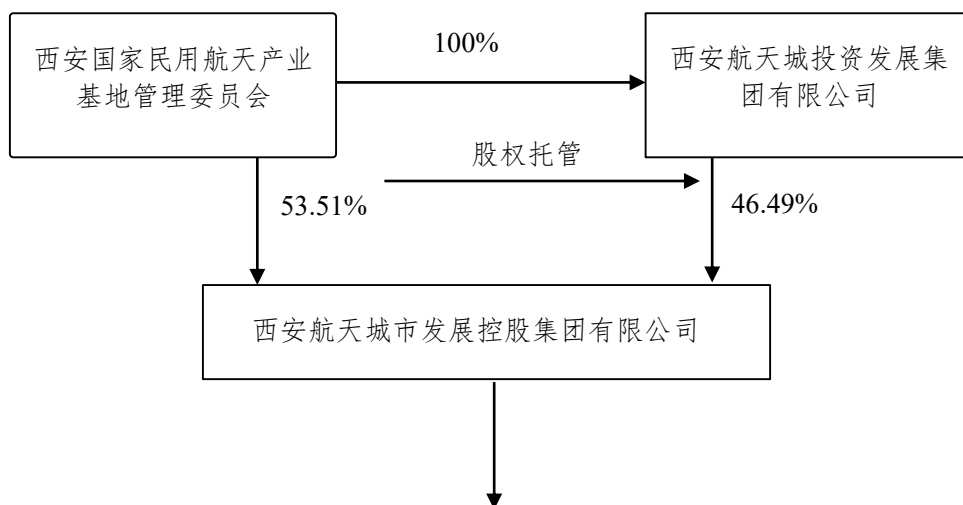 西安国家民用航天产业
基地管理委员会
100%
西安航天城投资发展集
团有限公司
股权托管
53.51%
46.49%
西安航天城市发展控股集团有限公司